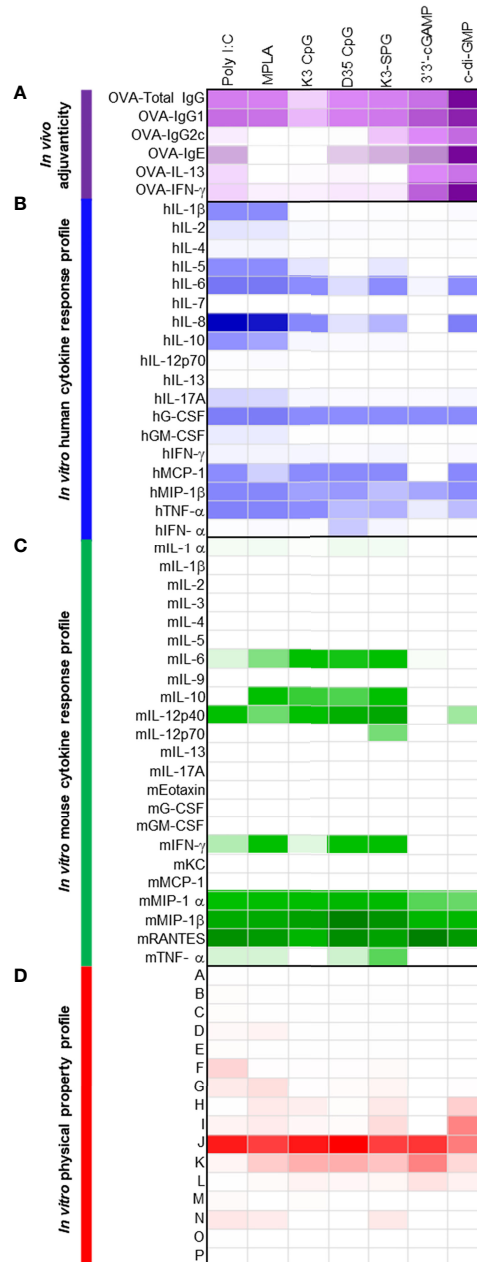 Poly I:C
MPLA
K3 CpG
D35 CpG
K3-SPG
3'3'-cGAMP
c-di-GMP
A
In vivo
adjuvanticity
OVA-Total IgG
OVA-IgG1
OVA-IgG2c
OVA-IgE
OVA-IL-13
OVA-IFN-γ
B
In vitro human cytokine response profile
hIL-1β
hIL-2
hIL-4
hIL-5
hIL-6
hIL-7
hIL-8
hIL-10
hIL-12p70
hIL-13
hIL-17A
hG-CSF
hGM-CSF
hIFN-γ
hMCP-1
hMIP-1β
hTNF-α
hIFN- α
C
In vitro mouse cytokine response profile
mIL-1 α
mIL-1β
mIL-2
mIL-3
mIL-4
mIL-5
mIL-6
mIL-9
mIL-10
mIL-12p40
mIL-12p70
mIL-13
mIL-17A
mEotaxin
mG-CSF
mGM-CSF
mIFN-γ
mKC
mMCP-1
mMIP-1 α
mMIP-1β
mRANTES
mTNF- α
D
In vitro physical property profile
A
B
C
D
E
F
G
H
I
J
K
L
M
N
O
P